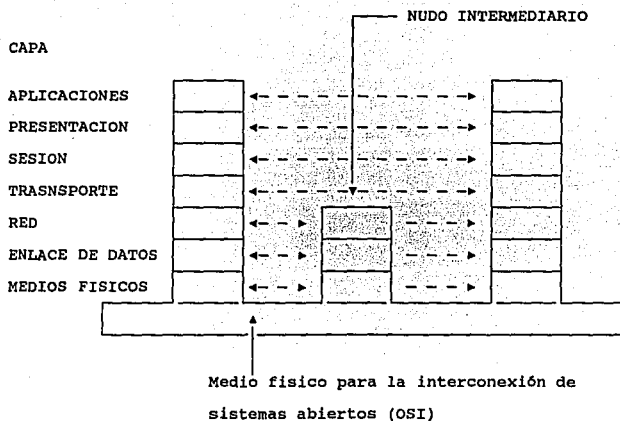 NUDO INTERMEDIARIO
CAPA
APLICACIONES
PRESENTACION
SESION
TRASNSPORTE
RED
ENLACE DE DATOS
MEDIOS FISICOS
Medio fisico para la interconexión de
sistemas abiertos (OSI)